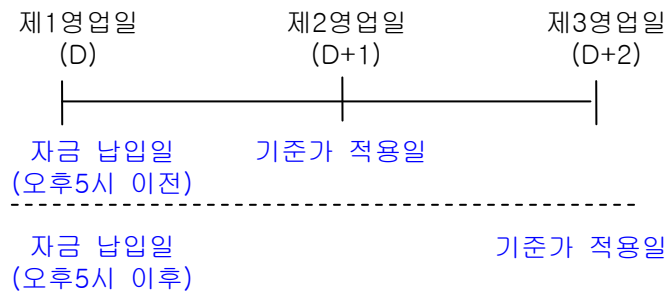 제1영업일 제2영업일 제3영업일
(D) (D+1) (D+2)
자금 납입일 기준가 적용일
(오후5시 이전)
자금 납입일 기준가 적용일
(오후5시 이후)